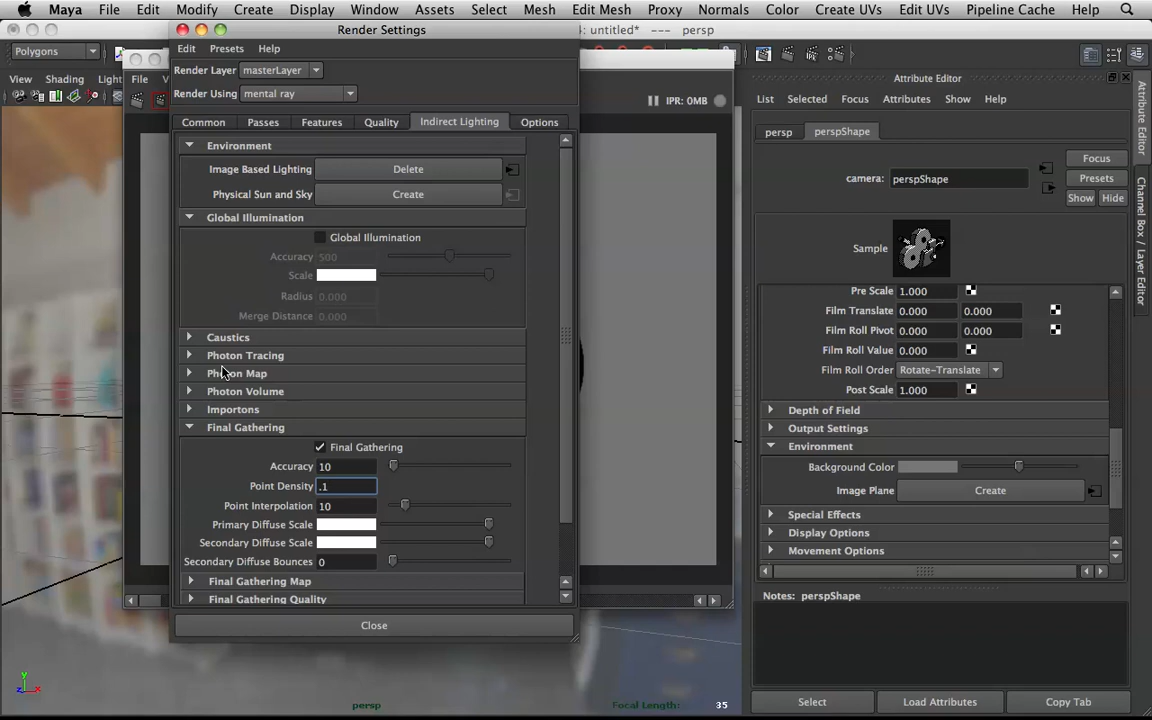 Maya File Edit Modify Create Display Window Assets Select Mesh Edit Mesh Proxy Normals Color Create UVs Edit UVs Pipeline Cache Help
Render Settings
: untitled* --- persp
Polygons
Edit Presets Help
View Shading Light
File
Render Layer masterLayer
Render Using mental ray
IPR: 0MB
Common Passes Features Quality Indirect Lighting Options
Environment
Image Based Lighting Delete
Physical Sun and Sky Create
Global Illumination
Global Illumination
Accuracy 500
Scale
Radius 0.000
Merge Distance 0.000
Caustics
Photon Tracing
Photon Map
Photon Volume
Importons
Final Gathering
Final Gathering
Accuracy 10
Point Density .1
Point Interpolation 10
Primary Diffuse Scale
Secondary Diffuse Scale
Secondary Diffuse Bounces 0
Final Gathering Map
Final Gathering Quality
Close
persp
Focal Length: 35
Attribute Editor
List Selected Focus Attributes Show Help
persp perspShape
camera: perspShape
Focus
Presets
Show Hide
Sample
Pre Scale 1.000
Film Translate 0.000 0.000
Film Roll Pivot 0.000 0.000
Film Roll Value 0.000
Film Roll Order Rotate-Translate
Post Scale 1.000
Depth of Field
Output Settings
Environment
Background Color
Image Plane Create
Special Effects
Display Options
Movement Options
Notes: perspShape
Select Load Attributes Copy Tab
Attribute Editor
Channel Box / Layer Editor